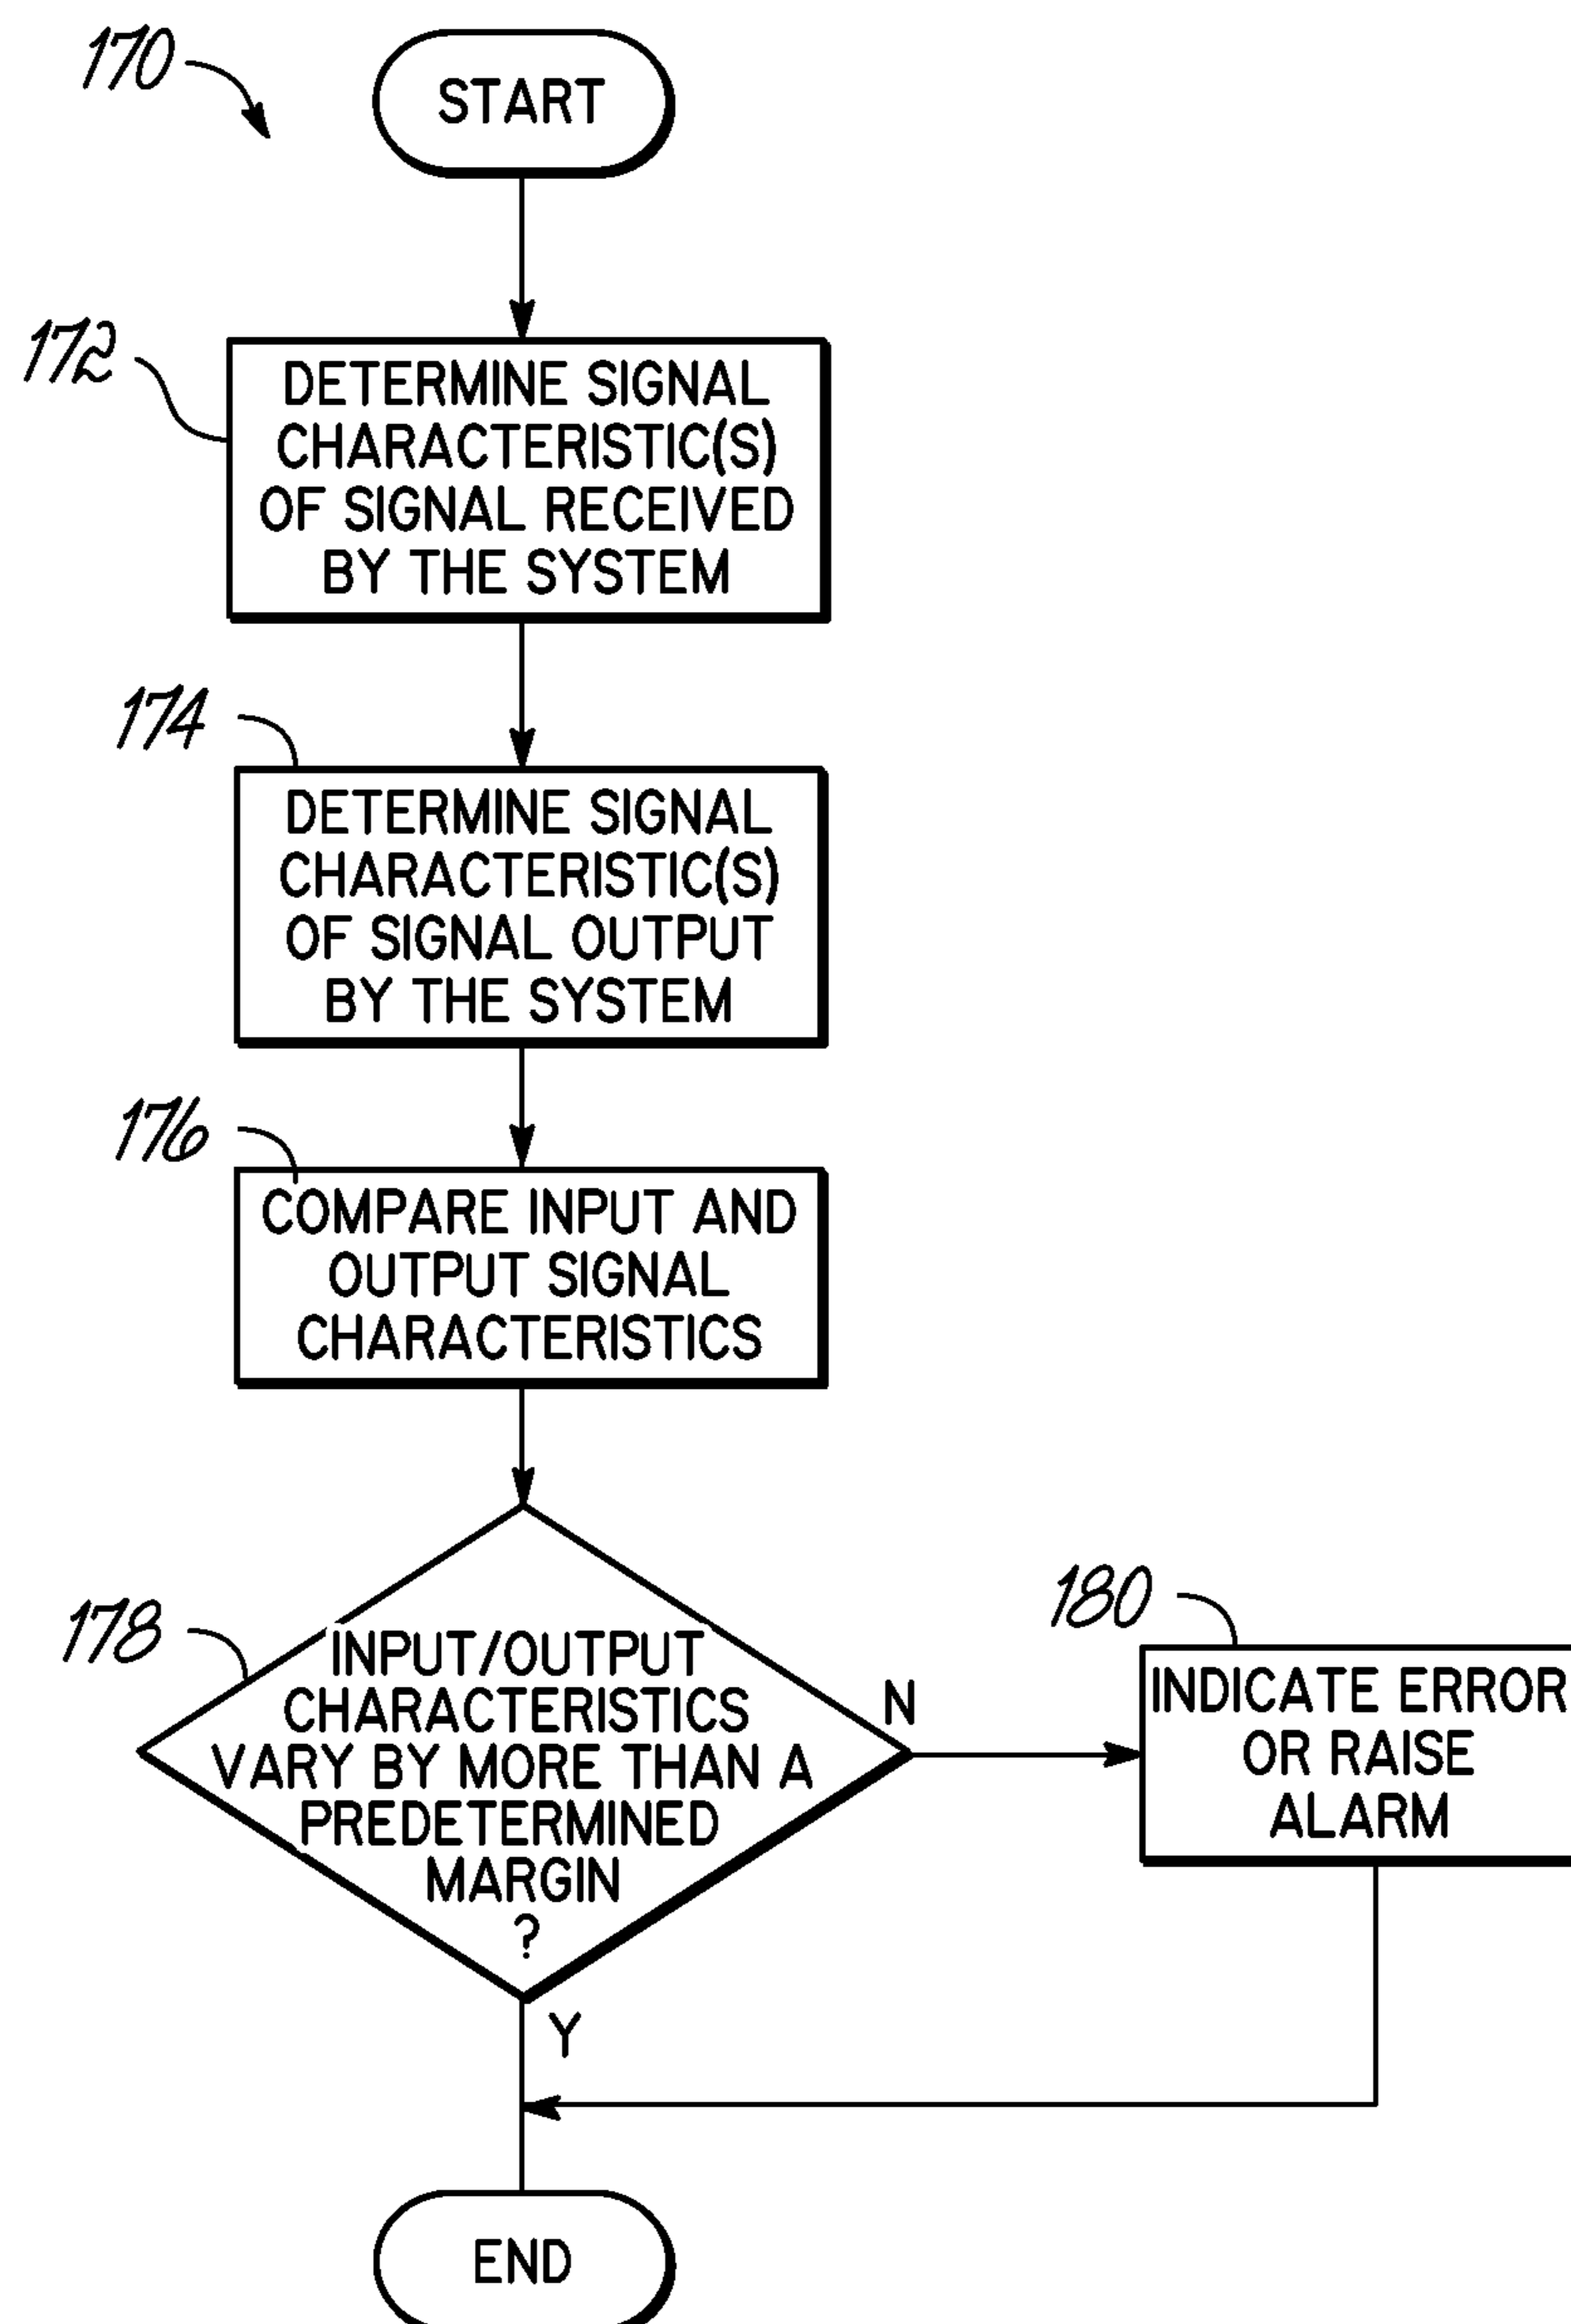 170
START
172
DETERMINE SIGNAL
CHARACTERISTIC(S)
OF SIGNAL RECEIVED
BY THE SYSTEM
174
DETERMINE SIGNAL
CHARACTERISTIC(S)
OF SIGNAL OUTPUT
BY THE SYSTEM
176
COMPARE INPUT AND
OUTPUT SIGNAL
CHARACTERISTICS
178
INPUT/OUTPUT
CHARACTERISTICS
VARY BY MORE THAN A
PREDETERMINED
MARGIN
?
N
180
INDICATE ERROR
OR RAISE
ALARM
Y
END